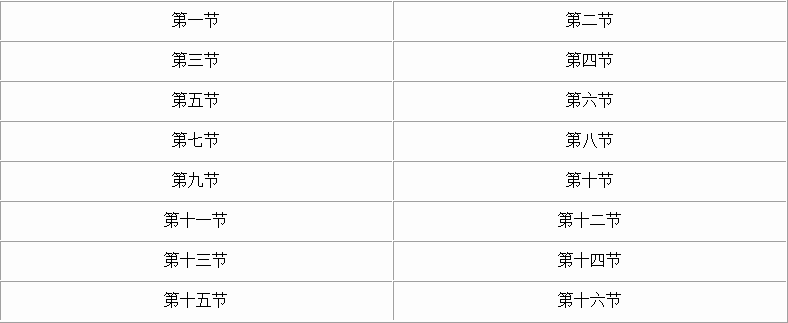 第一节 第二节
第三节 第四节
第五节 第六节
第七节 第八节
第九节 第十节
第十一节 第十二节
第十三节 第十四节
第十五节 第十六节